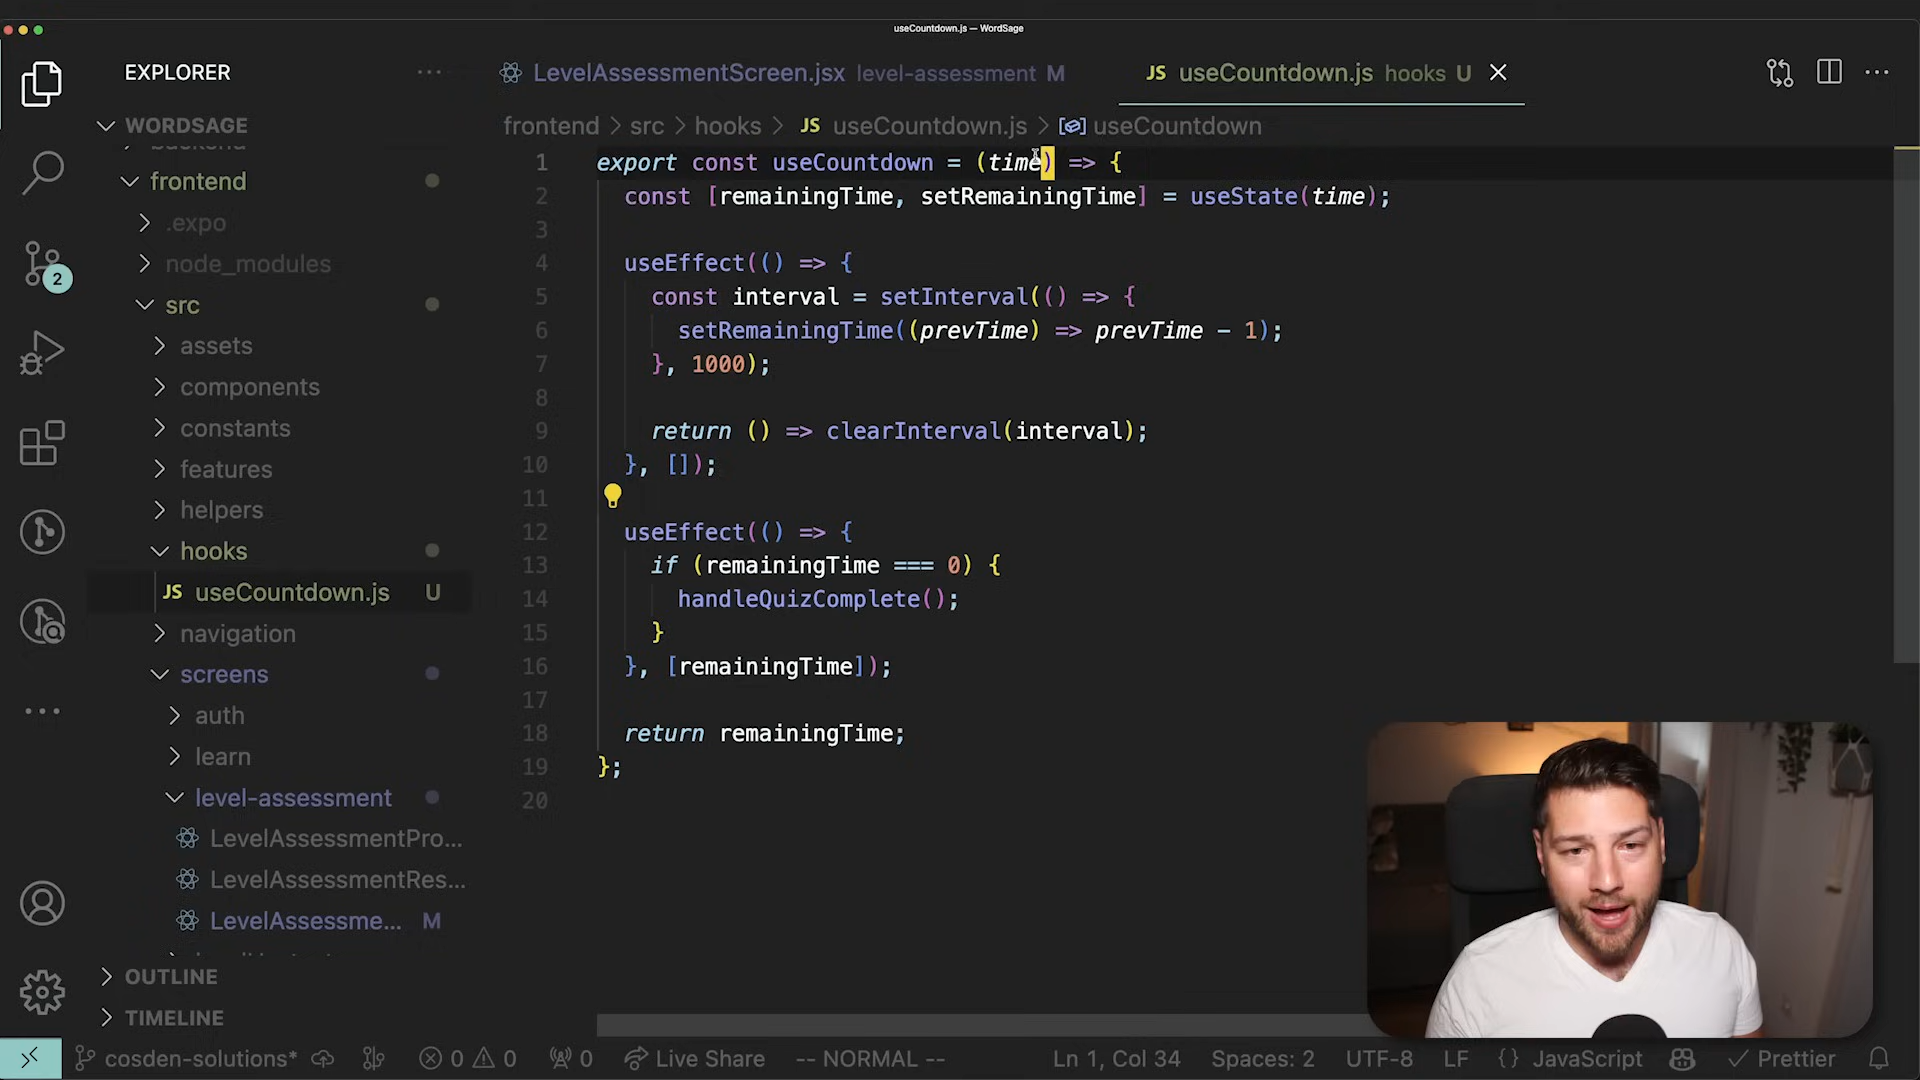 useCountdown.js — WordSage
EXPLORER
LevelAssessmentScreen.jsx level-assessment M
JS useCountdown.js hooks U
WORDSAGE
frontend > src > hooks > JS useCountdown.js > useCountdown
backend
frontend
.expo
node_modules
src
assets
components
constants
features
helpers
hooks
JS useCountdown.js U
navigation
screens
auth
learn
level-assessment
LevelAssessmentPro...
LevelAssessmentRes...
LevelAssessme... M
OUTLINE
TIMELINE
2
1 export const useCountdown = (time) => {
2 const [remainingTime, setRemainingTime] = useState(time);
3
4 useEffect(() => {
5 const interval = setInterval(() => {
6 setRemainingTime((prevTime) => prevTime - 1);
7 }, 1000);
8
9 return () => clearInterval(interval);
10 }, []);
11
12 useEffect(() => {
13 if (remainingTime === 0) {
14 handleQuizComplete();
15 }
16 }, [remainingTime]);
17
18 return remainingTime;
19 };
20
cosden-solutions* 0 0 0 Live Share -- NORMAL -- Ln 1, Col 34 Spaces: 2 UTF-8 LF {} JavaScript Prettier